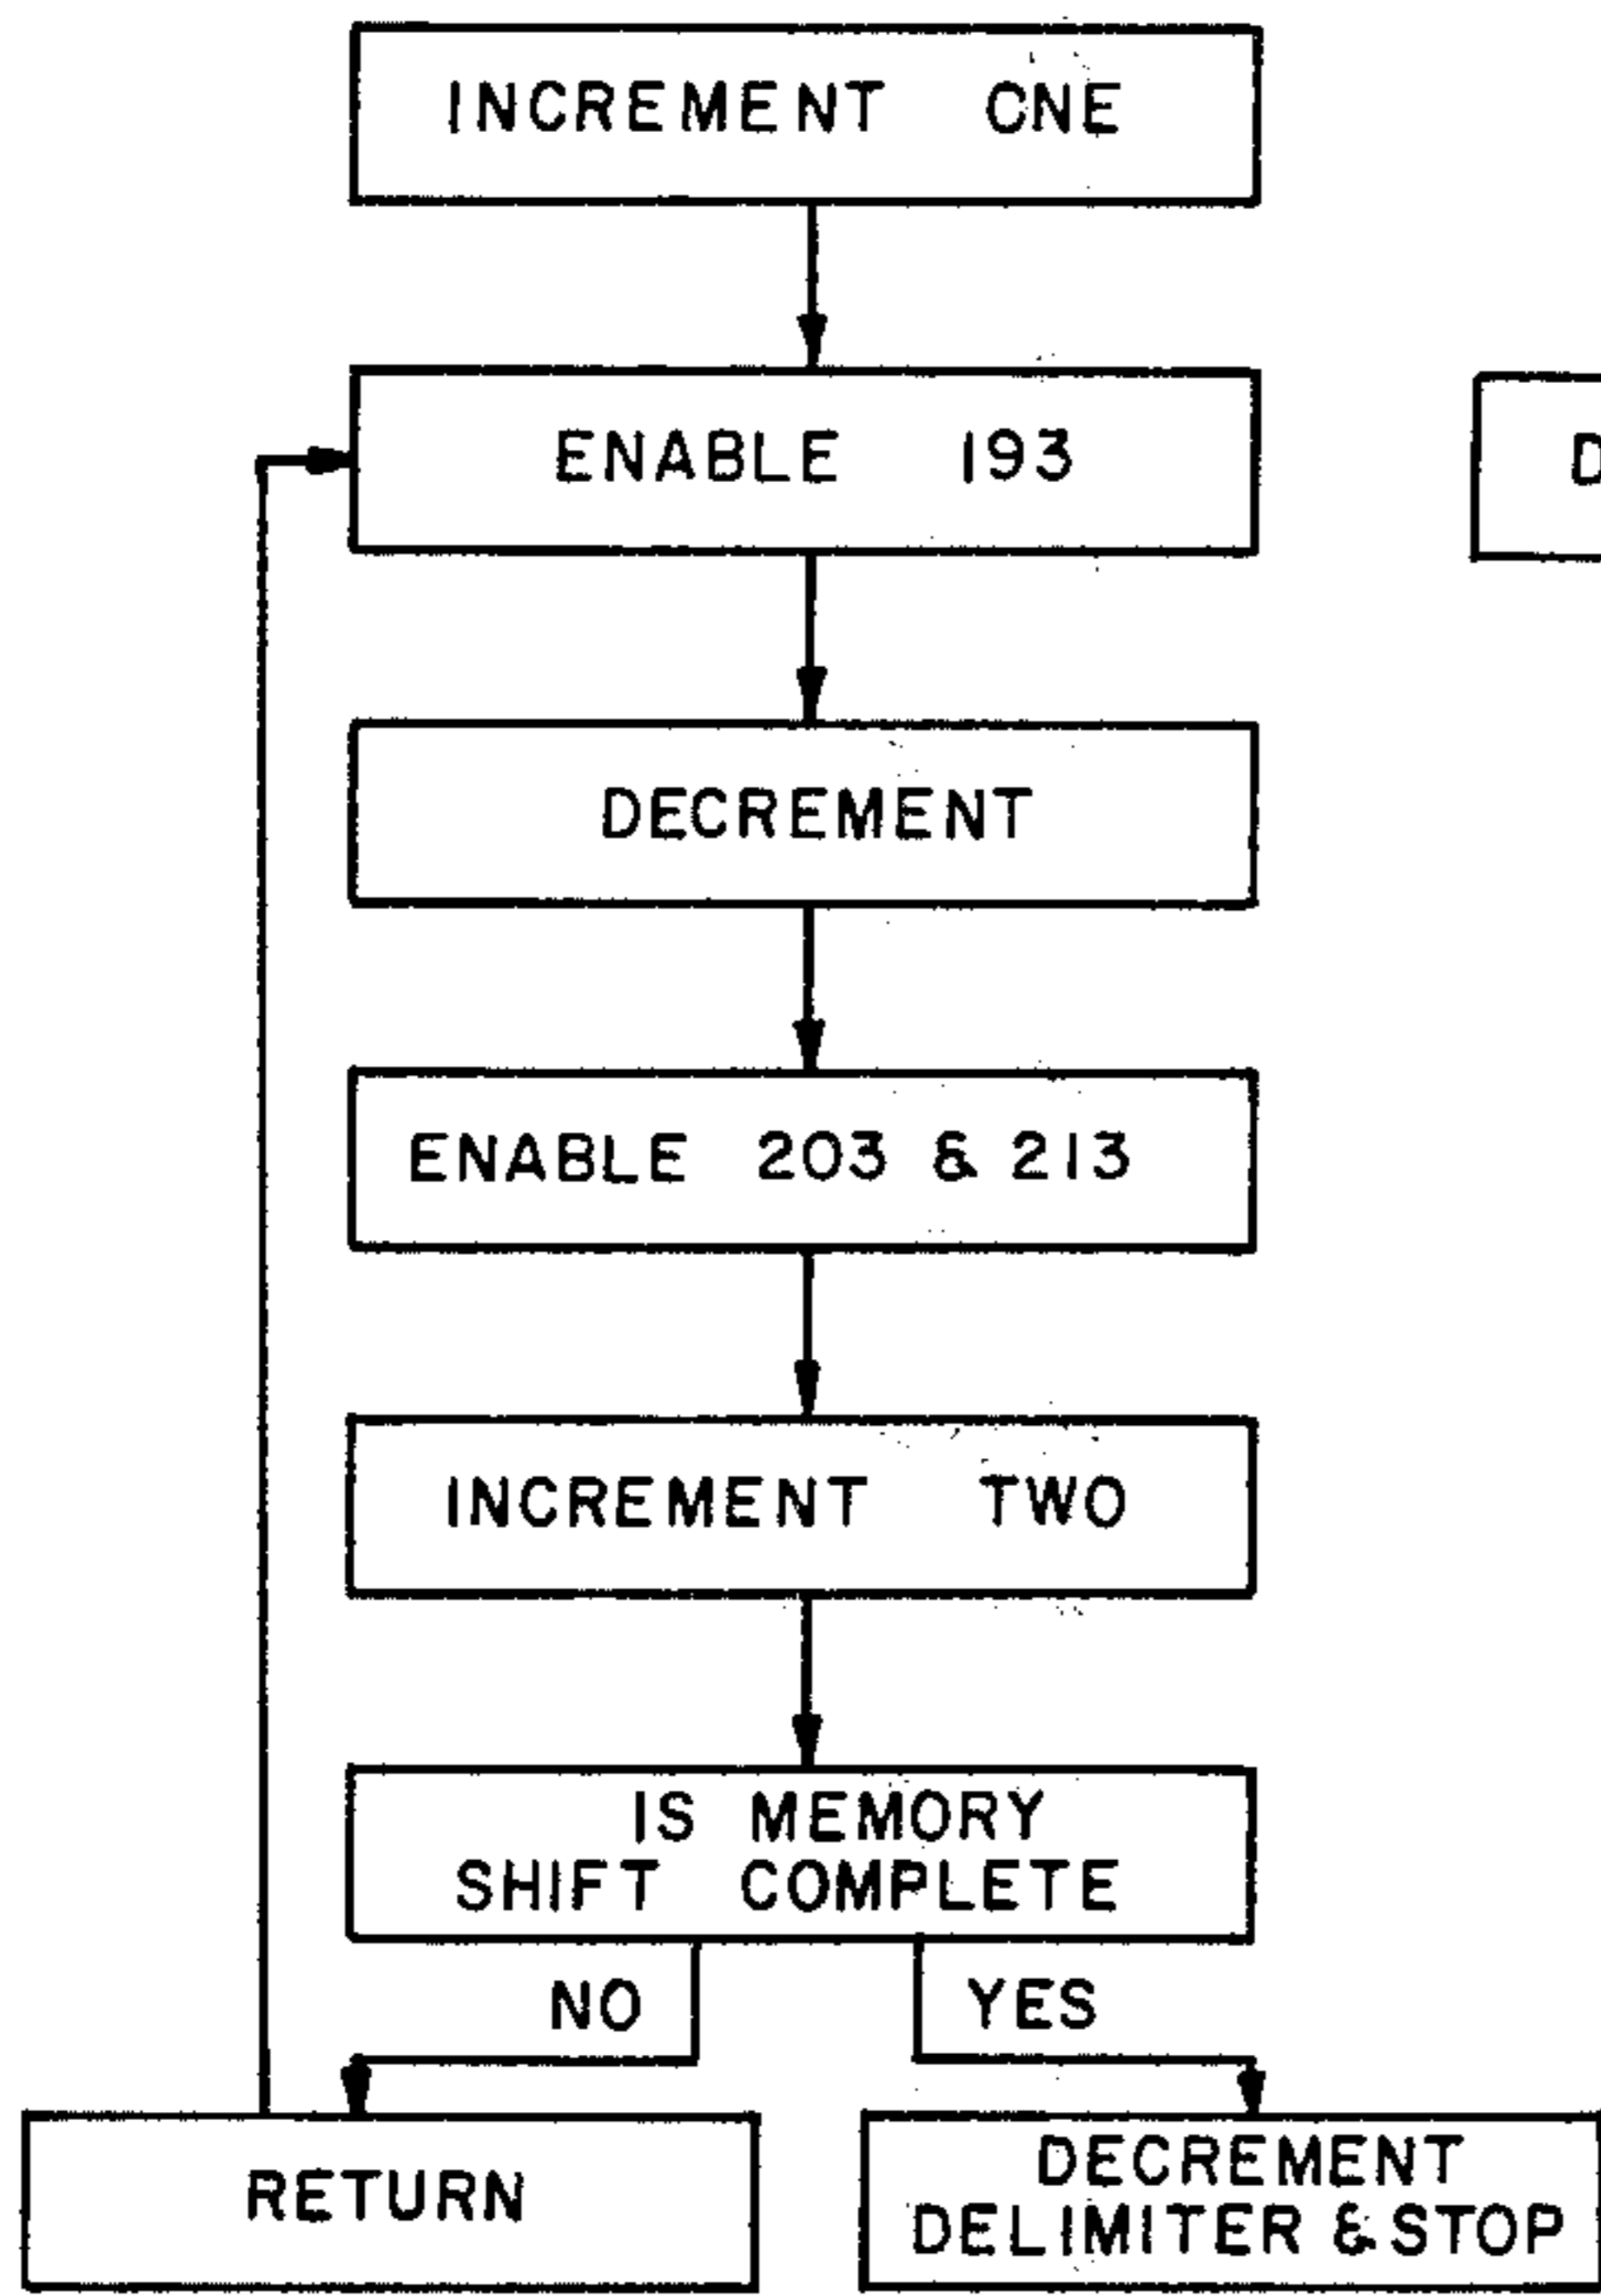 INCREMENT CNE
ENABLE 193
D
DECREMENT
ENABLE 203 & 213
INCREMENT TWO
IS MEMORY
SHIFT COMPLETE
NO
YES
RETURN
DECREMENT
DELIMITER & STOP